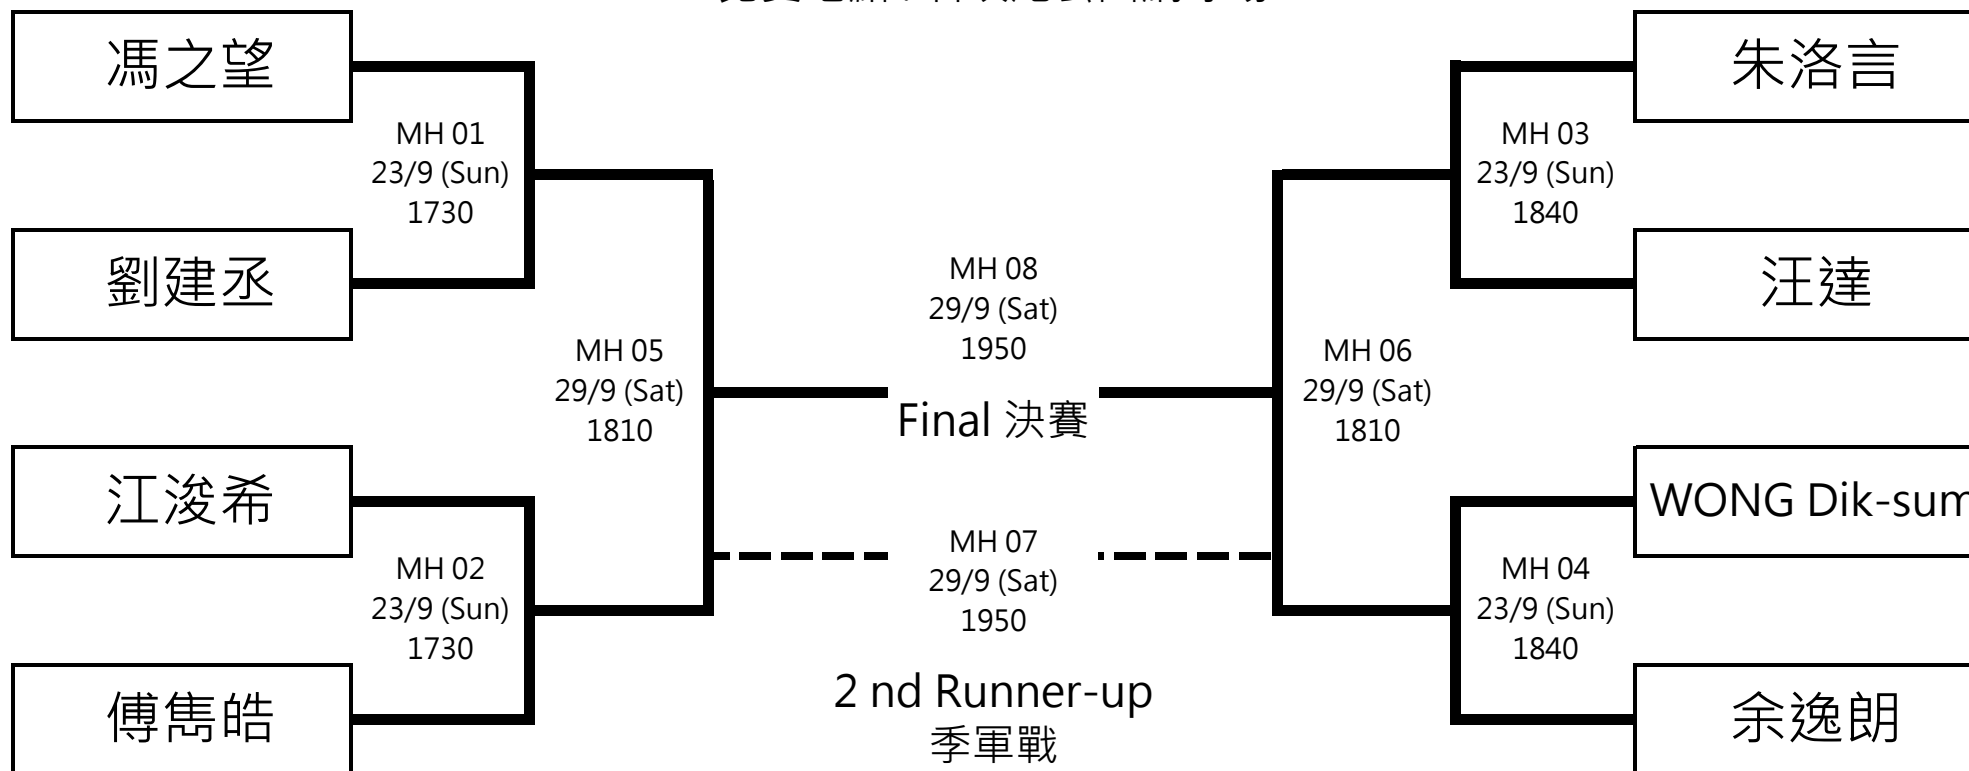 馮之望
MH 01
23/9 (Sun)
1730
劉建丞
江浚希
MH 02
23/9 (Sun)
1730
傅雋皓
MH 05
29/9 (Sat)
1810
MH 08
29/9 (Sat)
1950
Final 決賽
MH 07
29/9 (Sat)
1950
2 nd Runner-up
季軍戰
MH 06
29/9 (Sat)
1810
朱洛言
MH 03
23/9 (Sun)
1840
汪達
WONG Dik-sum
MH 04
23/9 (Sun)
1840
余逸朗